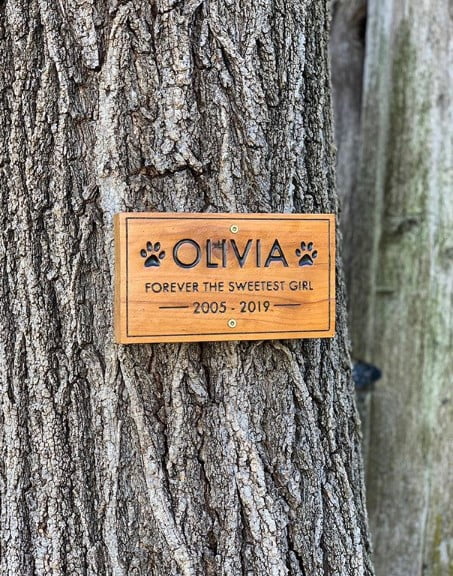 OLIVIA
FOREVER THE SWEETEST GIRL
2005 - 2019